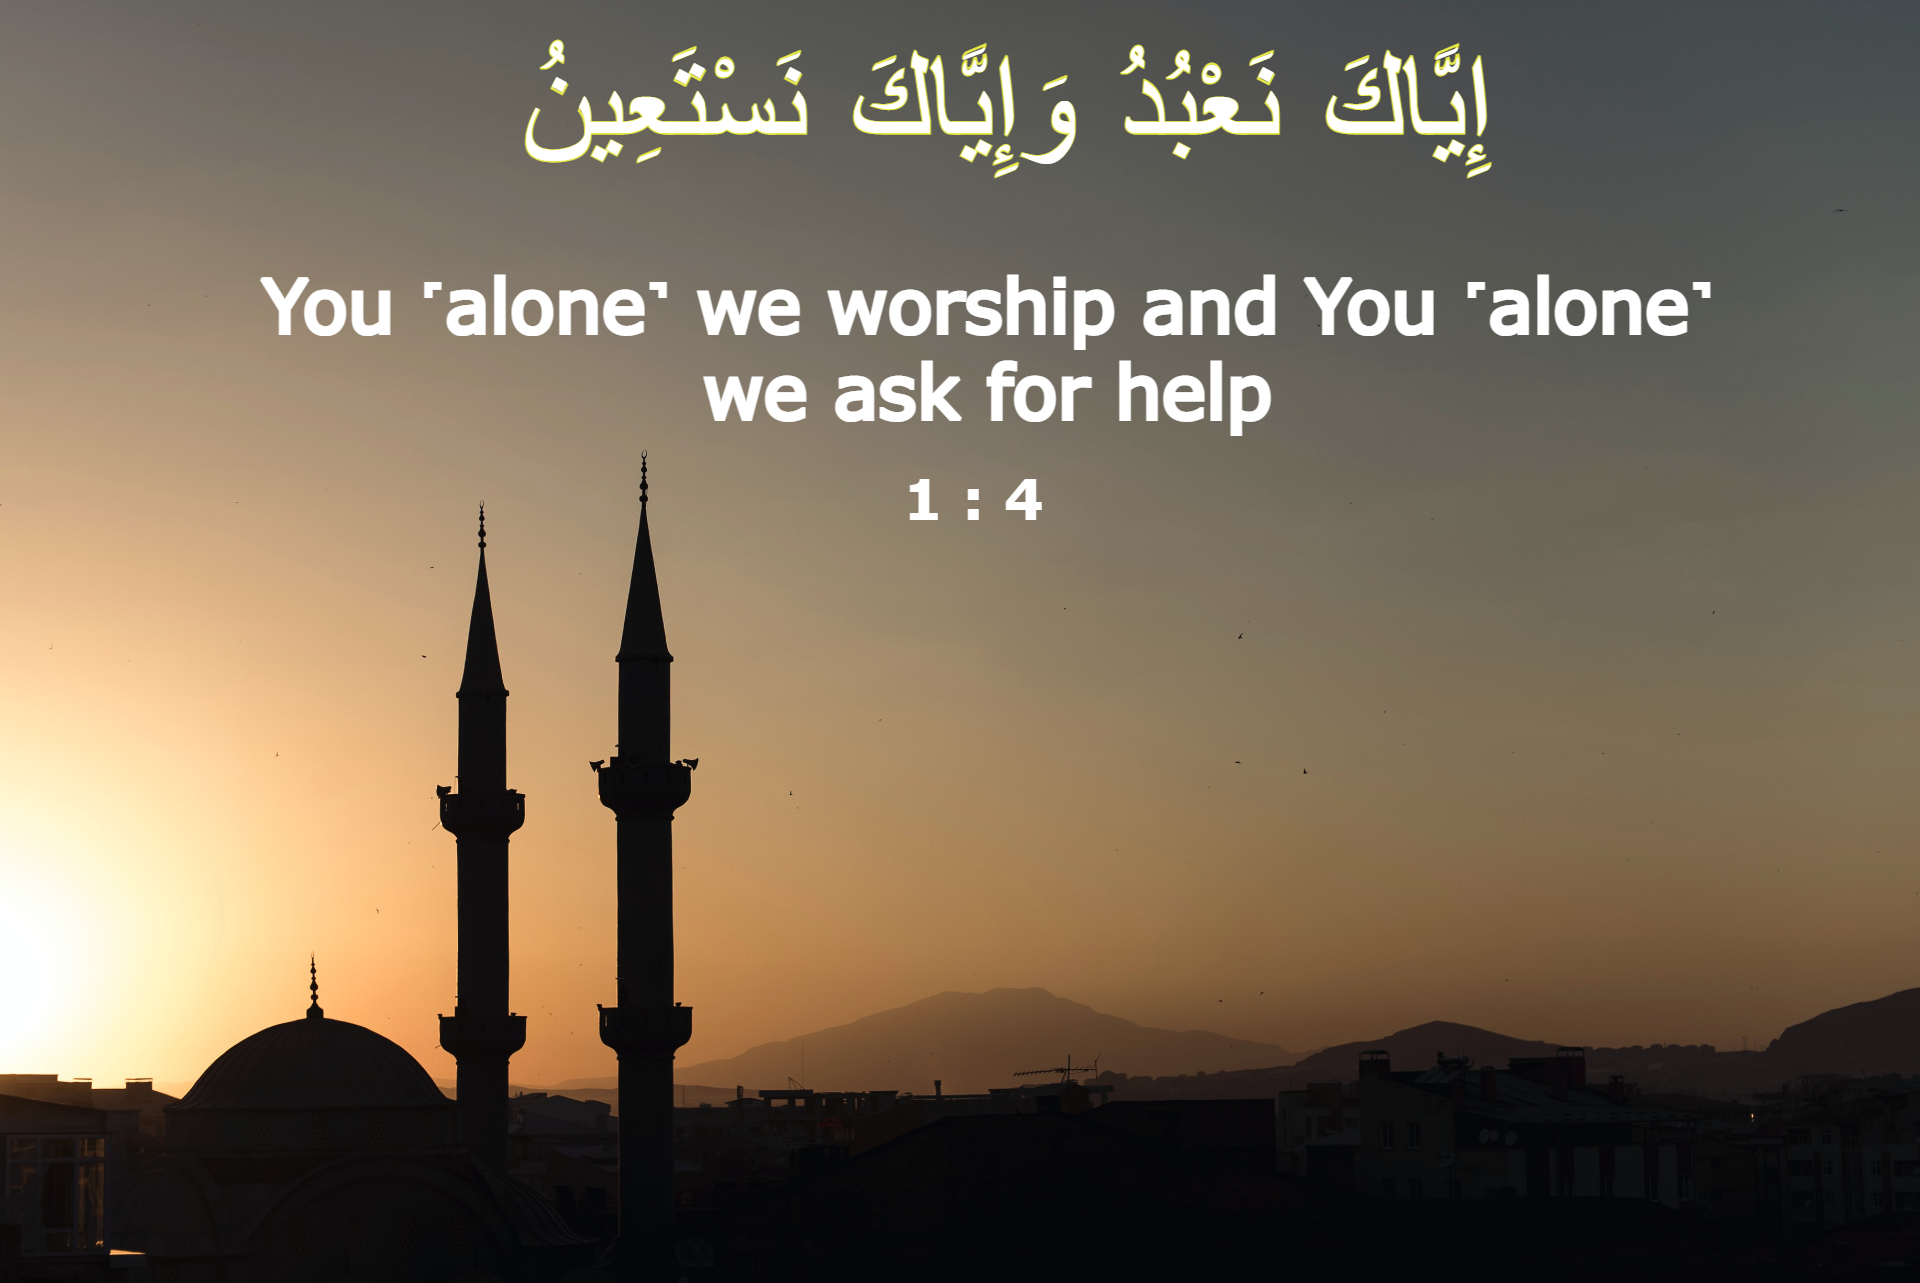 إِيَّاكَ نَعْبُدُ وَإِيَّاكَ نَسْتَعِينُ
You ˹alone˺ we worship and You ˹alone˺
we ask for help
1 : 4